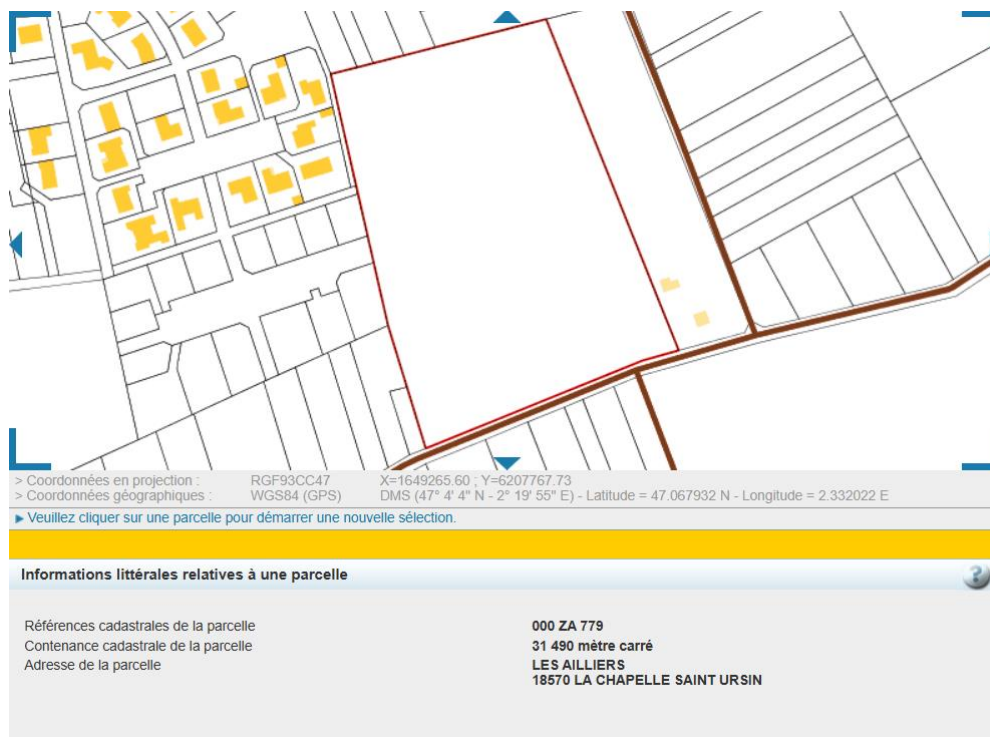 > Coordonnées en projection : RGF93CC47 X=1649265.60 ; Y=6207767.73
> Coordonnées géographiques : WGS84 (GPS) DMS (47° 4' 4" N - 2° 19' 55" E) - Latitude = 47.067932 N - Longitude = 2.332022 E
Veuillez cliquer sur une parcelle pour démarrer une nouvelle sélection.
Informations littérales relatives à une parcelle ?
Références cadastrales de la parcelle 000 ZA 779
Contenance cadastrale de la parcelle 31 490 mètre carré
Adresse de la parcelle LES AILLIERS
18570 LA CHAPELLE SAINT URSIN